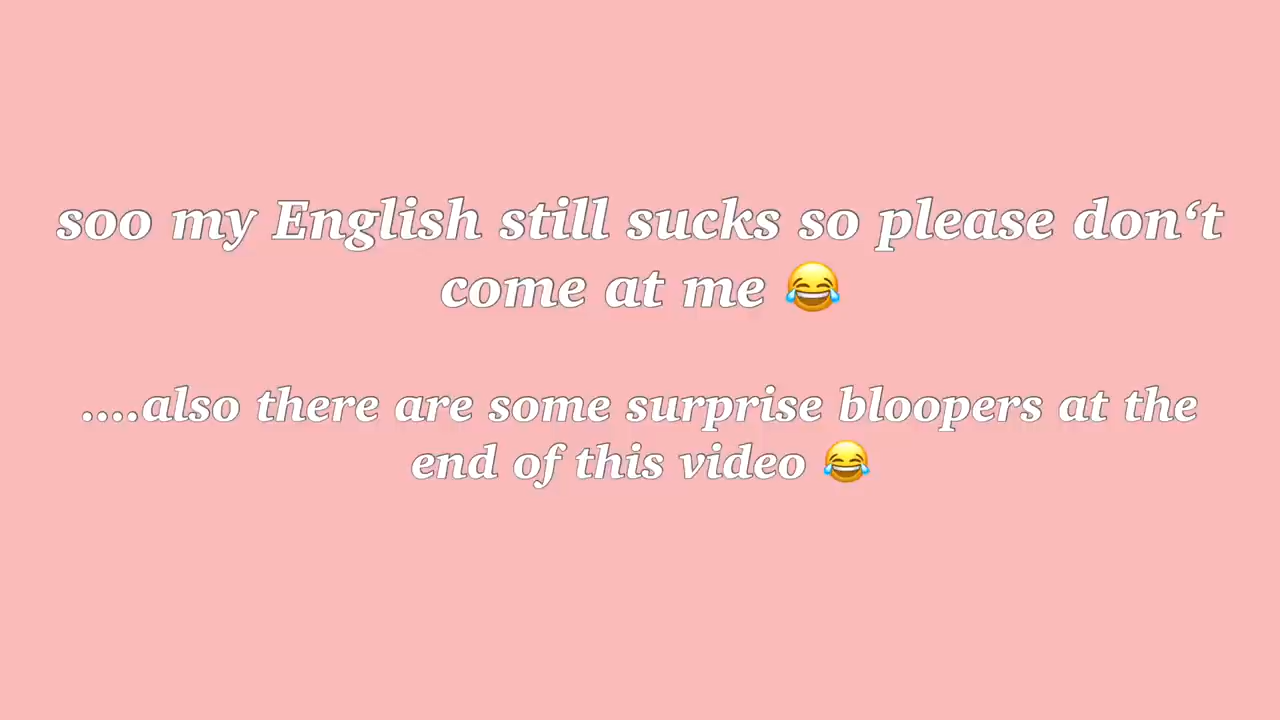 soo my English still sucks so please don‘t
come at me 😂
....also there are some surprise bloopers at the
end of this video 😂